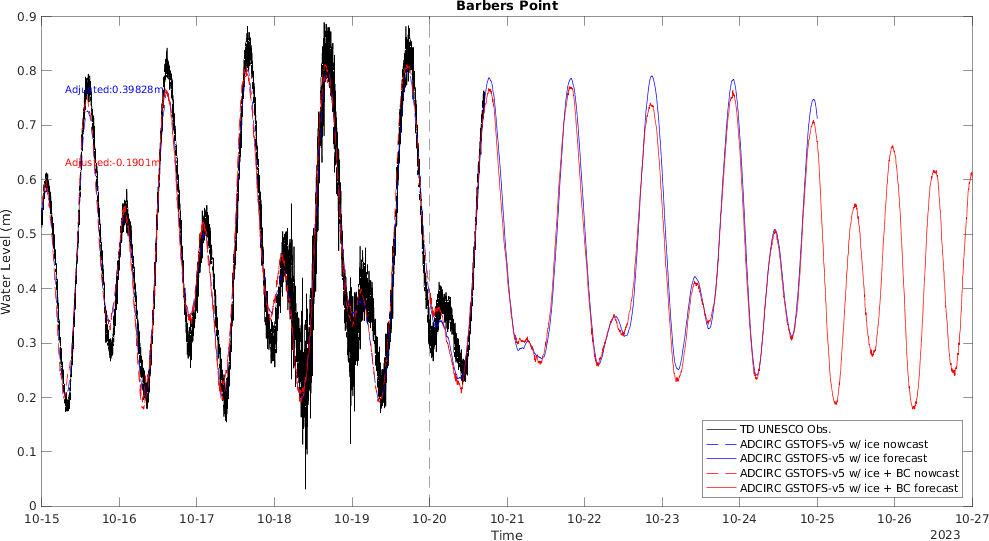 Barbers Point
Water Level (m)
0.9
0.8
0.7
0.6
0.5
0.4
0.3
0.2
0.1
0
Adjusted:0.39828m
Adjusted:-0.1901m
TD UNESCO Obs.
ADCIRC GSTOFS-v5 w/ ice nowcast
ADCIRC GSTOFS-v5 w/ ice forecast
ADCIRC GSTOFS-v5 w/ ice + BC nowcast
ADCIRC GSTOFS-v5 w/ ice + BC forecast
10-15 10-16 10-17 10-18 10-19 10-20 10-21 10-22 10-23 10-24 10-25 10-26 10-27
Time
2023